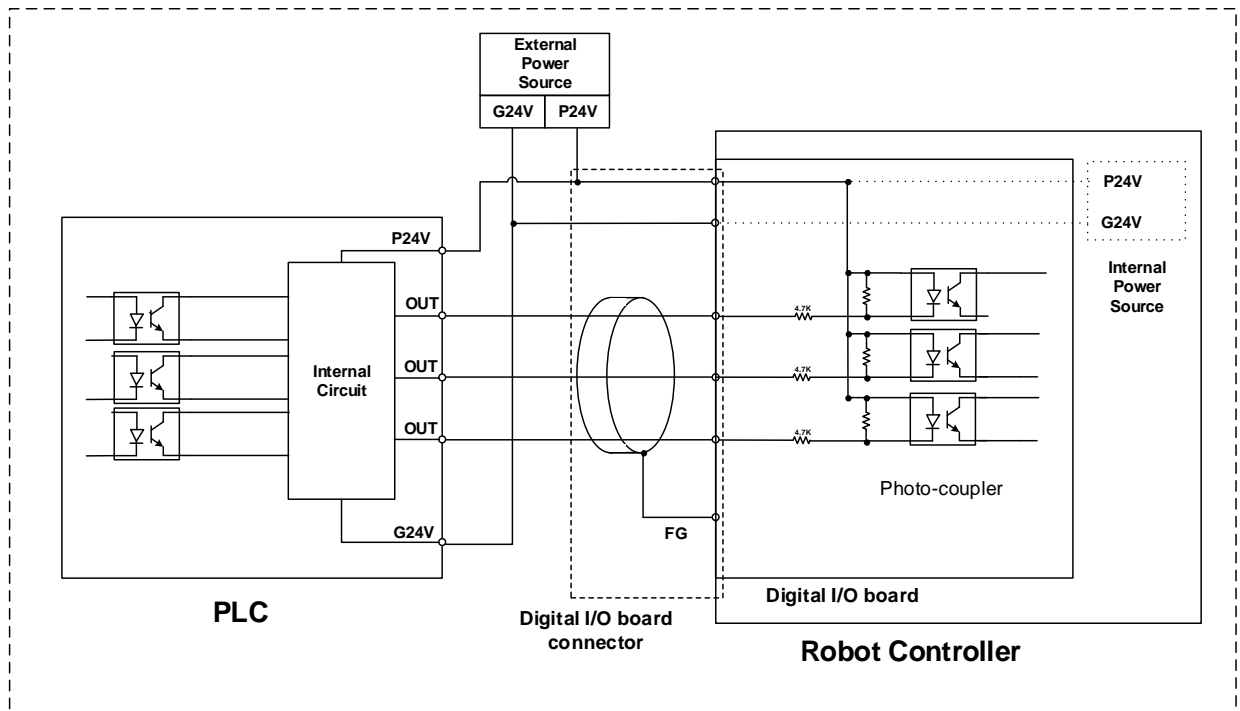 External
Power
Source
G24V P24V
P24V
G24V
Internal
Power
Source
P24V
OUT
OUT
OUT
Internal
Circuit
G24V
4.7K
4.7K
4.7K
Photo-coupler
FG
PLC
Digital I/O board
connector
Digital I/O board
Robot Controller